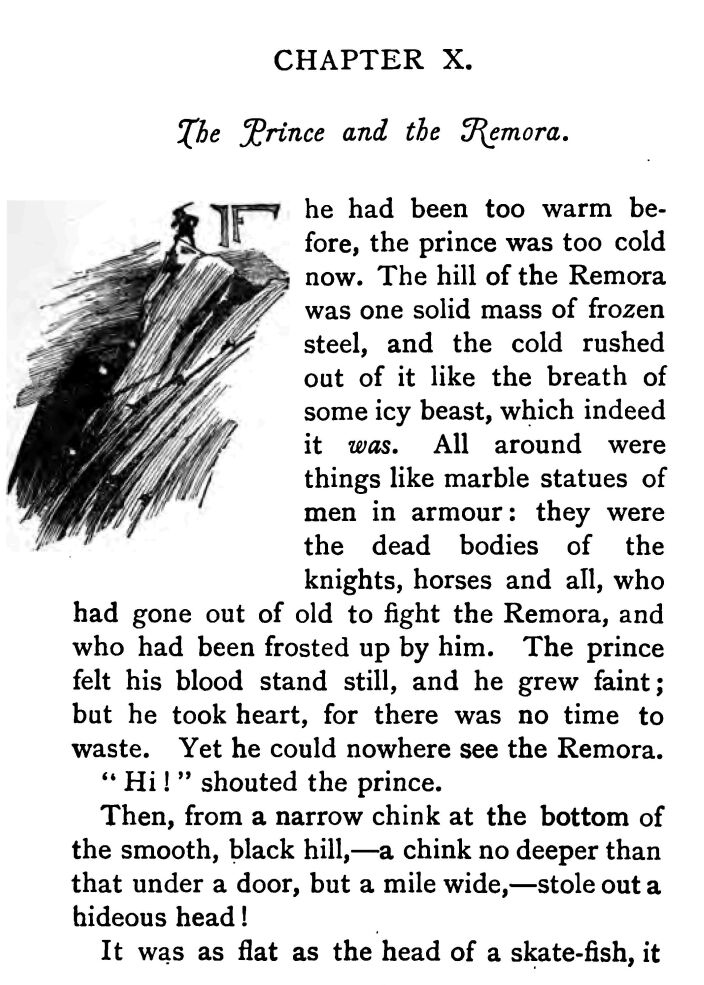 CHAPTER X.
The Prince and the Remora.
IF he had been too warm be-
fore, the prince was too cold
now. The hill of the Remora
was one solid mass of frozen
steel, and the cold rushed
out of it like the breath of
some icy beast, which indeed
it was. All around were
things like marble statues of
men in armour: they were
the dead bodies of the
knights, horses and all, who
had gone out of old to fight the Remora, and
who had been frosted up by him. The prince
felt his blood stand still, and he grew faint;
but he took heart, for there was no time to
waste. Yet he could nowhere see the Remora.
“Hi!” shouted the prince.
Then, from a narrow chink at the bottom of
the smooth, black hill,—a chink no deeper than
that under a door, but a mile wide,—stole out a
hideous head!
It was as flat as the head of a skate-fish, it